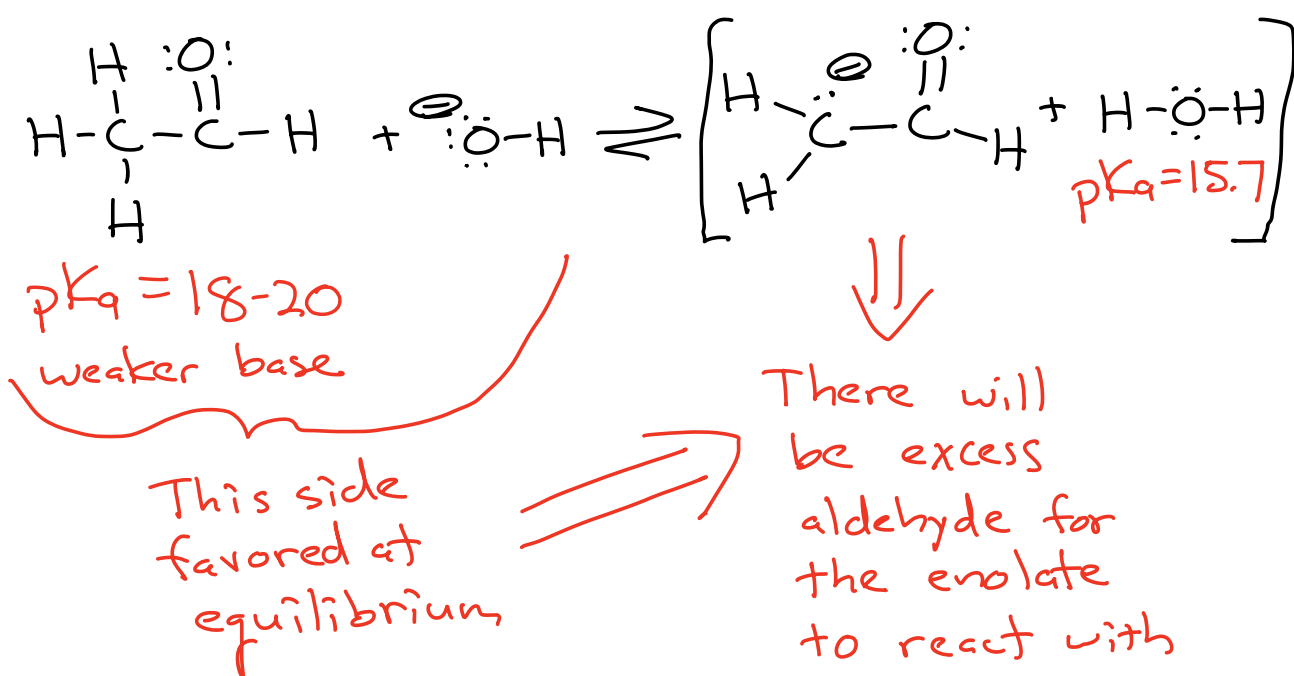 H :O: H :O:
H-C-C-H + ⊖ :O-H ⇌ [ H C-C H + H-O-H ]
H H
pKa=15.7
pKa = 18-20
weaker base
This side
favored at
equilibrium
There will
be excess
aldehyde for
the enolate
to react with